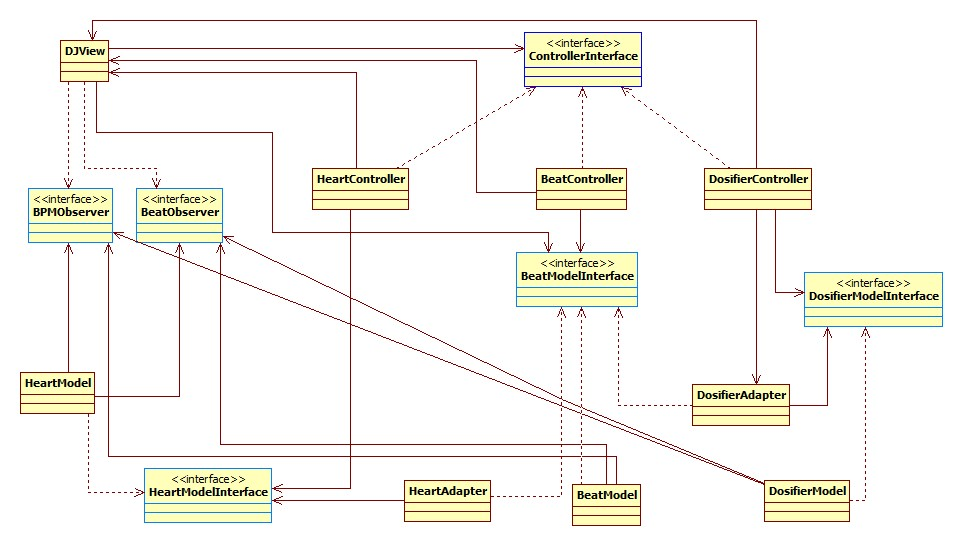 DJView
<<interface>>
ControllerInterface
HeartController
BeatController
DosifierController
<<interface>>
BPMObserver
<<interface>>
BeatObserver
<<interface>>
BeatModelInterface
<<interface>>
DosifierModelInterface
HeartModel
DosifierAdapter
<<interface>>
HeartModelInterface
HeartAdapter
BeatModel
DosifierModel